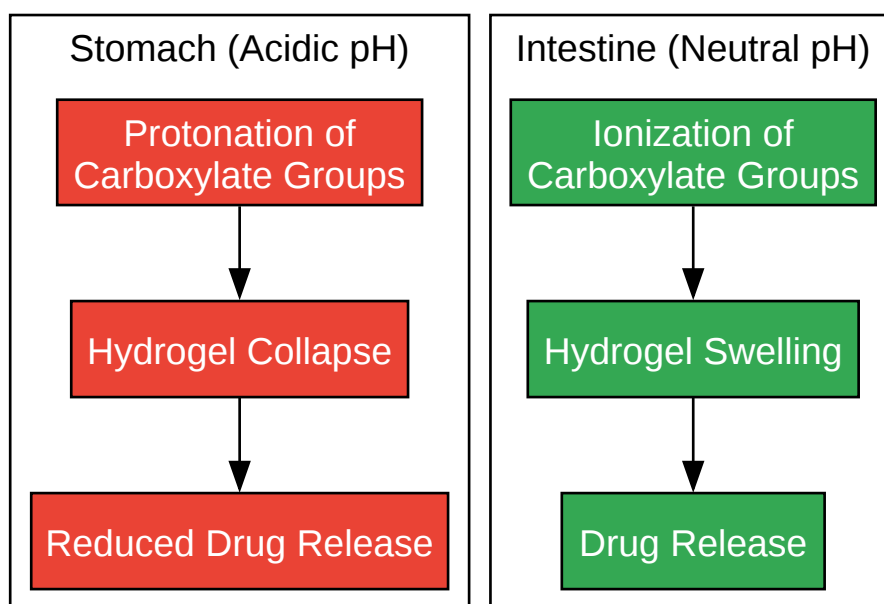 Stomach (Acidic pH)
Protonation of
Carboxylate Groups
Hydrogel Collapse
Reduced Drug Release
Intestine (Neutral pH)
Ionization of
Carboxylate Groups
Hydrogel Swelling
Drug Release